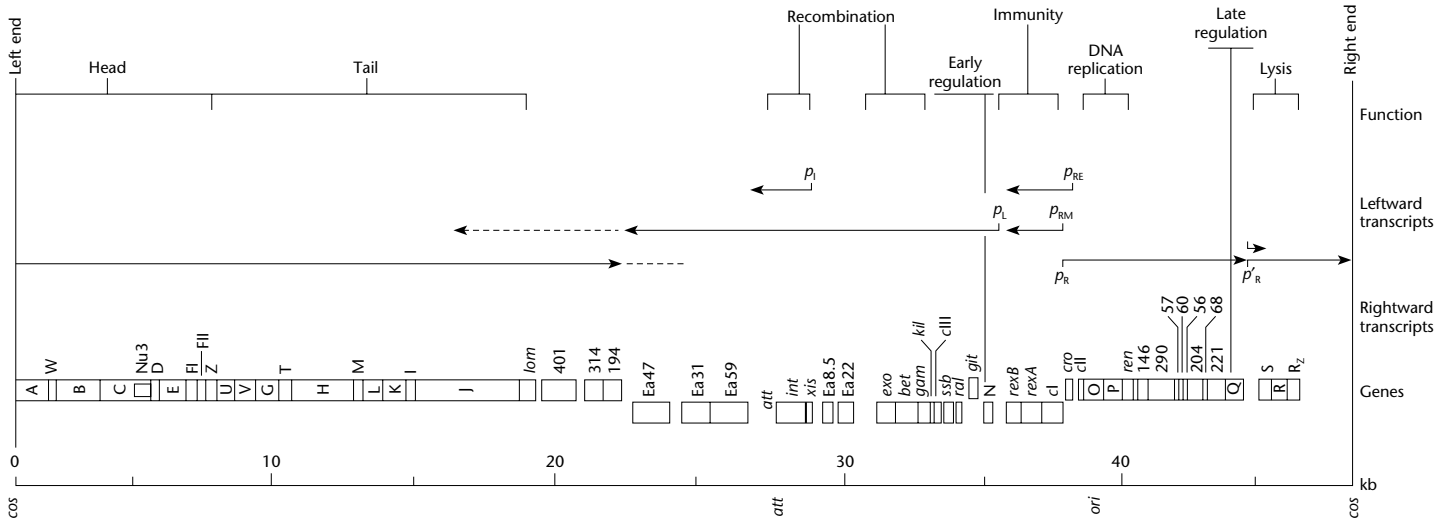 Left end
Right end
Recombination
Immunity
Late
regulation
Head
Tail
Early
regulation
DNA
replication
Lysis
Function
pI
pRE
Leftward
transcripts
pL
pRM
pR
p′R
Rightward
transcripts
A
W
B
C
Nu3
D
E
FI
FII
Z
U
V
G
T
H
M
L
K
I
J
lom
401
314
194
Ea47
Ea31
Ea59
att
int
xis
Ea8.5
Ea22
exo
bet
gam
kil
cIII
ssb
ral
git
N
rexB
rexA
cI
cro
cII
O
P
ren
146
290
57
60
56
204
68
221
Q
S
R
RZ
Genes
0
10
20
30
40
kb
cos
att
ori
cos